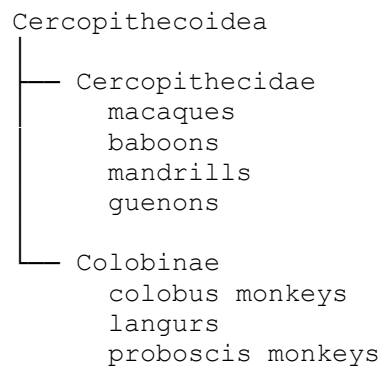 Cercopithecoidea
Cercopithecidae
macaques
baboons
mandrills
guenons
Colobinae
colobus monkeys
langurs
proboscis monkeys